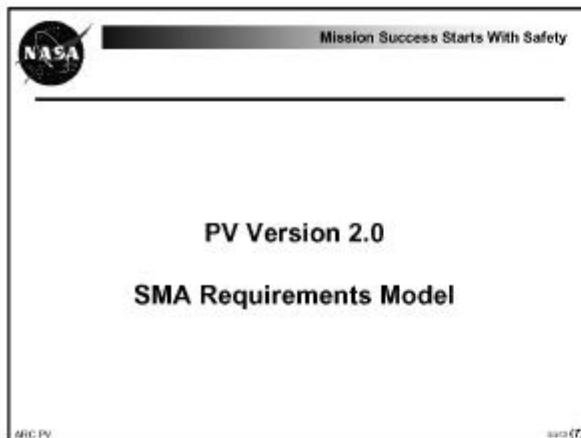 NASA
Mission Success Starts With Safety
PV Version 2.0
SMA Requirements Model
ARC PV